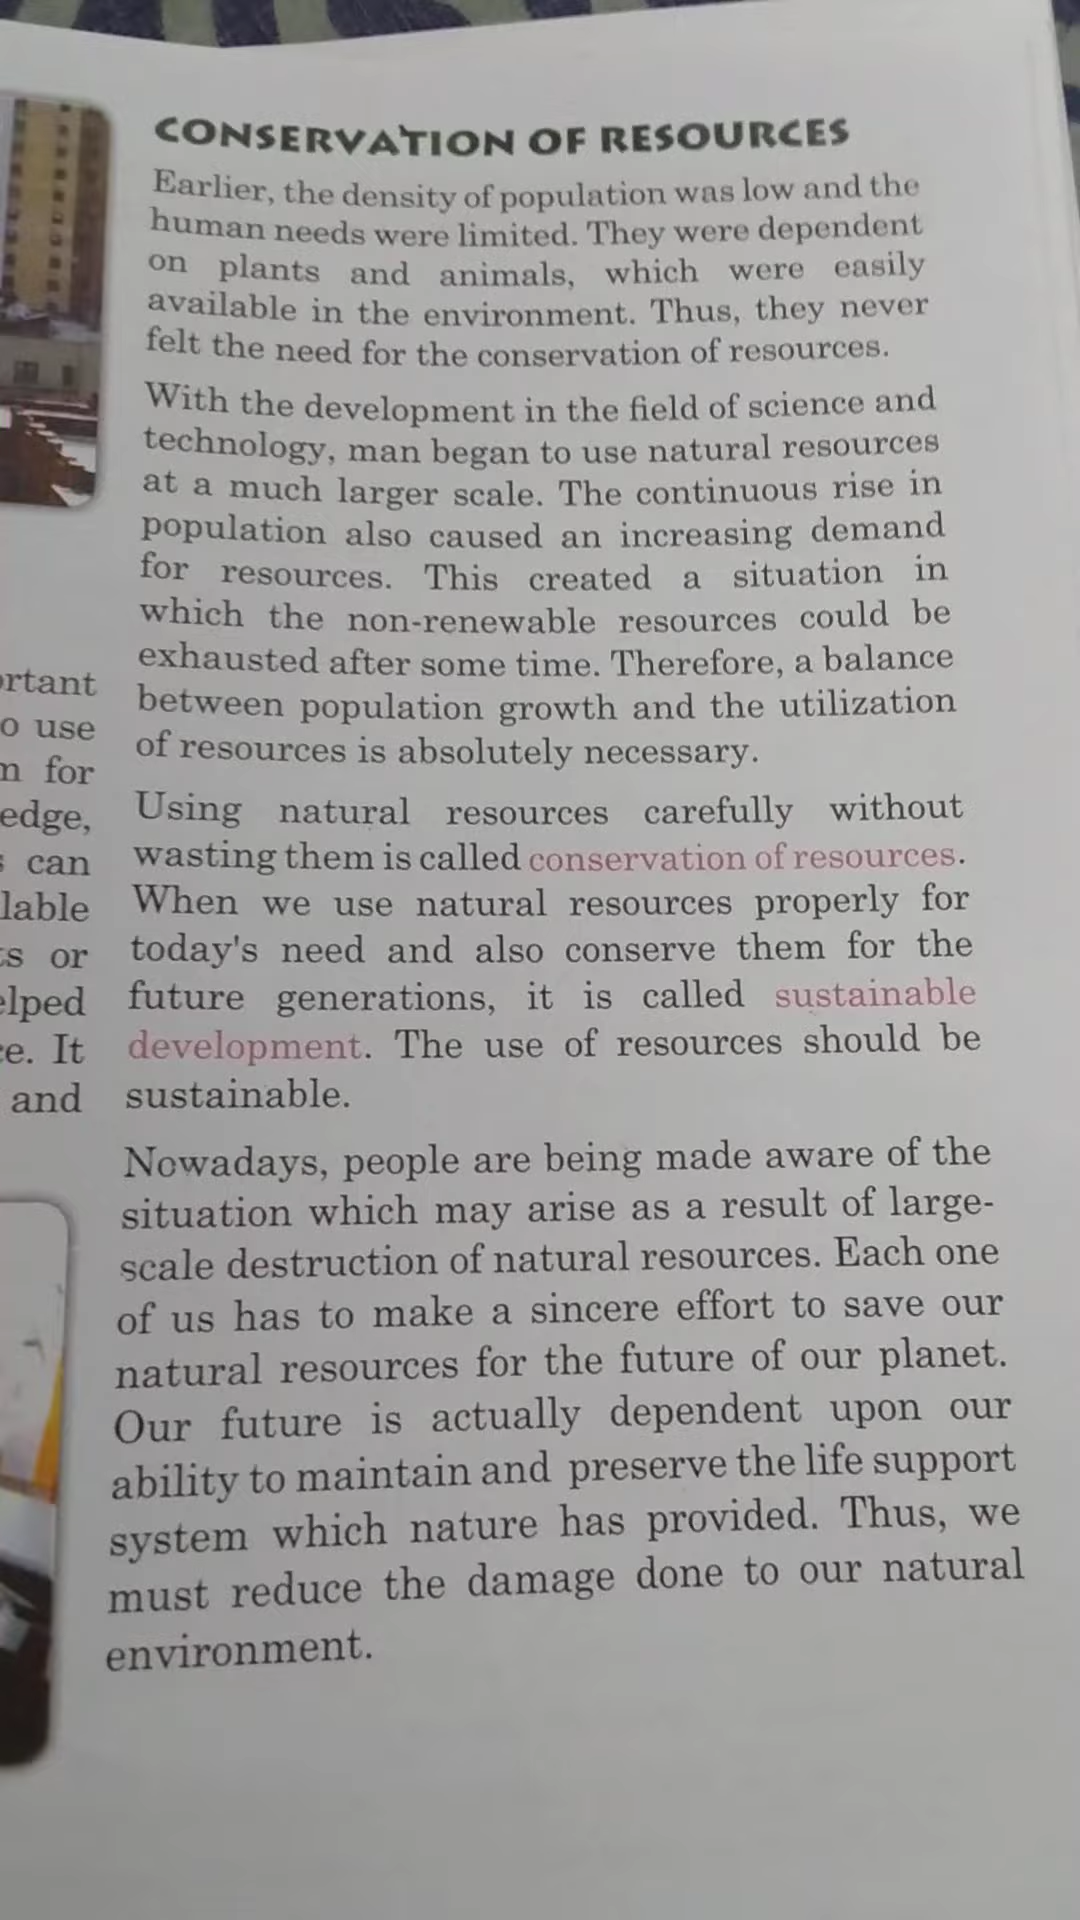 CONSERVATION OF RESOURCES
Earlier, the density of population was low and the
human needs were limited. They were dependent
on plants and animals, which were easily
available in the environment. Thus, they never
felt the need for the conservation of resources.
With the development in the field of science and
technology, man began to use natural resources
at a much larger scale. The continuous rise in
population also caused an increasing demand
for resources. This created a situation in
which the non-renewable resources could be
exhausted after some time. Therefore, a balance
between population growth and the utilization
of resources is absolutely necessary.
Using natural resources carefully without
wasting them is called conservation of resources.
When we use natural resources properly for
today's need and also conserve them for the
future generations, it is called sustainable
development. The use of resources should be
sustainable.
Nowadays, people are being made aware of the
situation which may arise as a result of large-
scale destruction of natural resources. Each one
of us has to make a sincere effort to save our
natural resources for the future of our planet.
Our future is actually dependent upon our
ability to maintain and preserve the life support
system which nature has provided. Thus, we
must reduce the damage done to our natural
environment.
use
for
can
or
It
and